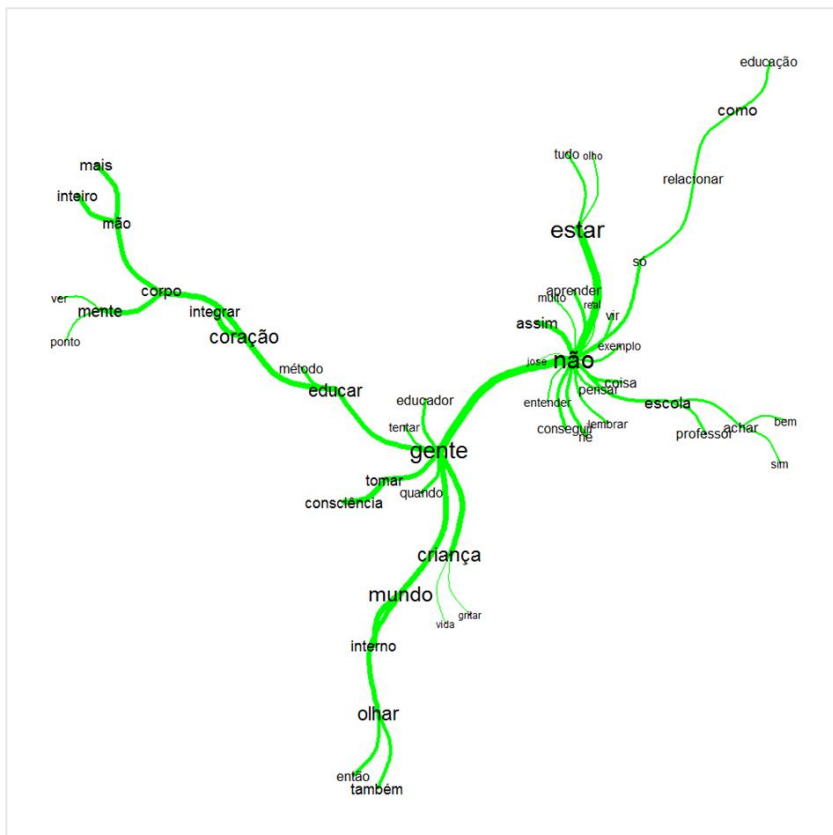 educação
como
tudo
olho
mais
relacionar
inteiro
mão
estar
só
corpo
aprender
ver
muito
real
mente
integrar
vir
assim
coração
ponto
exemplo
josé
não
método
coisa
educar
pensar
educador
entender
escola
tentar
conseguir
lembrar
bem
né
professor
achar
gente
sim
tomar
quando
consciência
criança
mundo
gritar
vida
interno
olhar
então
também